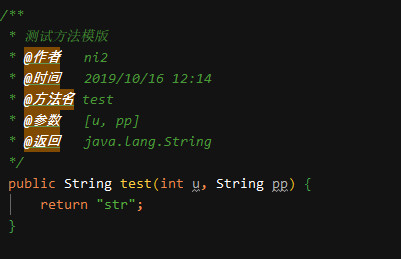 /**
 * 测试方法模版
 * @作者   ni2
 * @时间   2019/10/16 12:14
 * @方法名 test
 * @参数   [u, pp]
 * @返回   java.lang.String
 */
public String test(int u, String pp) {
    return "str";
}